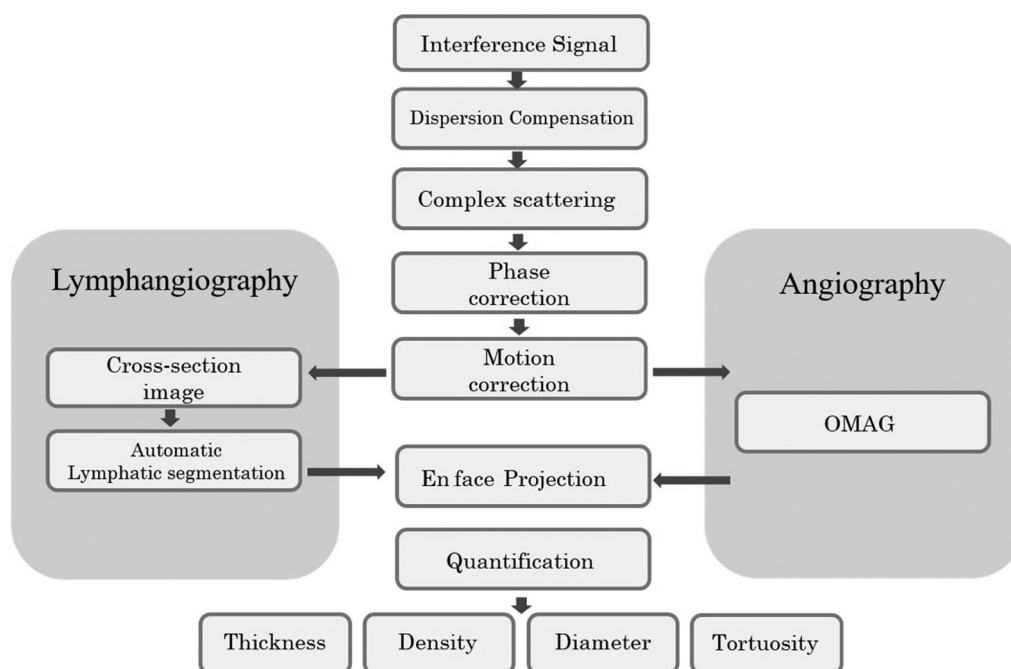 Interference Signal
Dispersion Compensation
Complex scattering
Phase
correction
Motion
correction
Lymphangiography
Cross-section
image
Automatic
Lymphatic segmentation
Angiography
OMAG
En face Projection
Quantification
Thickness
Density
Diameter
Tortuosity